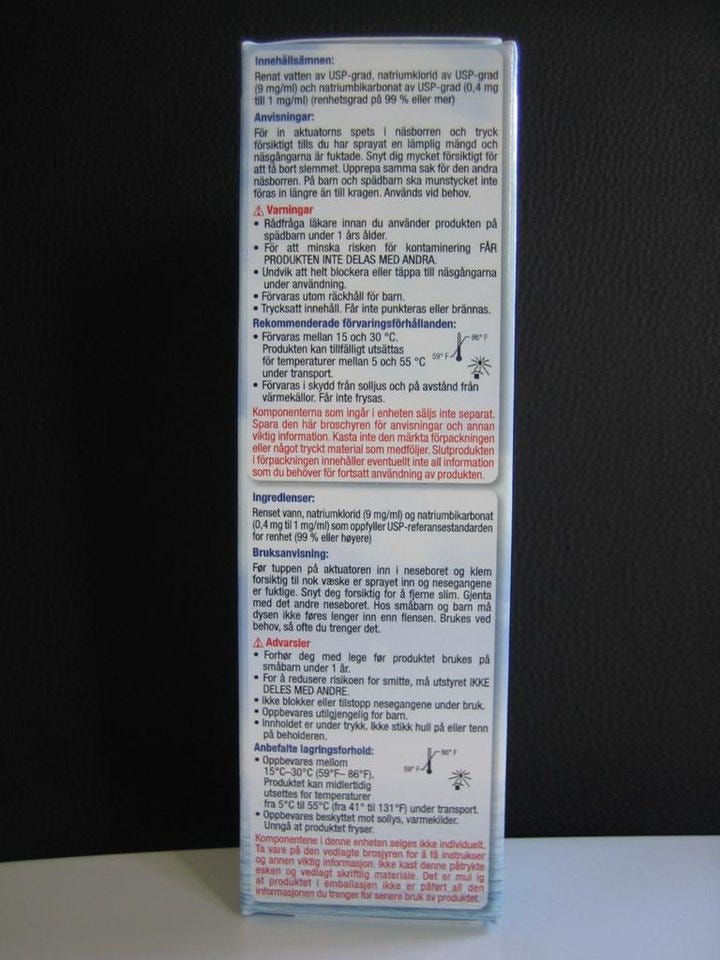 Innehållsämnen:
Renat vatten av USP-grad, natriumklorid av USP-grad
(9 mg/ml) och natriumbikarbonat av USP-grad (0,4 mg
till 1 mg/ml) (renhetsgrad på 99 % eller mer)
Anvisningar:
För in aktuatorns spets i näsborren och tryck
försiktigt tills du har sprayat en lämplig mängd och
näsgångarna är fuktade. Snyt dig mycket försiktigt för
att få bort slemmet. Upprepa samma sak för den andra
näsborren. På barn och spädbarn ska munstycket inte
föras in längre än till kragen. Används vid behov.
Varningar
• Rådfråga läkare innan du använder produkten på
spädbarn under 1 års ålder.
• För att minska risken för kontaminering FÅR
PRODUKTEN INTE DELAS MED ANDRA.
• Undvik att helt blockera eller täppa till näsgångarna
under användning.
• Förvaras utom räckhåll för barn.
• Trycksatt innehåll. Får inte punkteras eller brännas.
Rekommenderade förvaringsförhållanden:
• Förvaras mellan 15 och 30 °C.
Produkten kan tillfälligt utsättas
för temperaturer mellan 5 och 55 °C
under transport.
86° F
59° F
• Förvaras i skydd från solljus och på avstånd från
värmekällor. Får inte frysas.
Komponenterna som ingår i enheten säljs inte separat.
Spara den här broschyren för anvisningar och annan
viktig information. Kasta inte den märkta förpackningen
eller något tryckt material som medföljer. Slutprodukten
i förpackningen innehåller eventuellt inte all information
som du behöver för fortsatt användning av produkten.
Ingredienser:
Renset vann, natriumklorid (9 mg/ml) og natriumbikarbonat
(0,4 mg til 1 mg/ml) som oppfyller USP-referansestandarden
for renhet (99 % eller høyere)
Bruksanvisning:
Før tuppen på aktuatoren inn i neseboret og klem
forsiktig til nok væske er sprayet inn og nesegangene
er fuktige. Snyt deg forsiktig for å fjerne slim. Gjenta
med det andre neseboret. Hos småbarn og barn må
dysen ikke føres lenger inn enn flensen. Brukes ved
behov, så ofte du trenger det.
Advarsler
• Forhør deg med lege før produktet brukes på
småbarn under 1 år.
• For å redusere risikoen for smitte, må utstyret IKKE
DELES MED ANDRE.
• Ikke blokker eller tilstopp nesegangene under bruk.
• Oppbevares utilgjengelig for barn.
• Innholdet er under trykk. Ikke stikk hull på eller tenn
på beholderen.
Anbefalte lagringsforhold:
• Oppbevares mellom
15°C–30°C (59°F– 86°F).
Produktet kan midlertidig
utsettes for temperaturer
fra 5°C til 55°C (fra 41° til 131°F) under transport.
86° F
59° F
• Oppbevares beskyttet mot sollys, varmekilder.
Unngå at produktet fryser.
Komponentene i denne enheten selges ikke individuelt.
Ta vare på den vedlagte brosjyren for å få instrukser
og annen viktig informasjon. Ikke kast denne påtrykte
esken og vedlagt skriftlig materiale. Det er mul ig
at produktet i emballasjen ikke er påført all den
informasjonen du trenger for senere bruk av produktet.